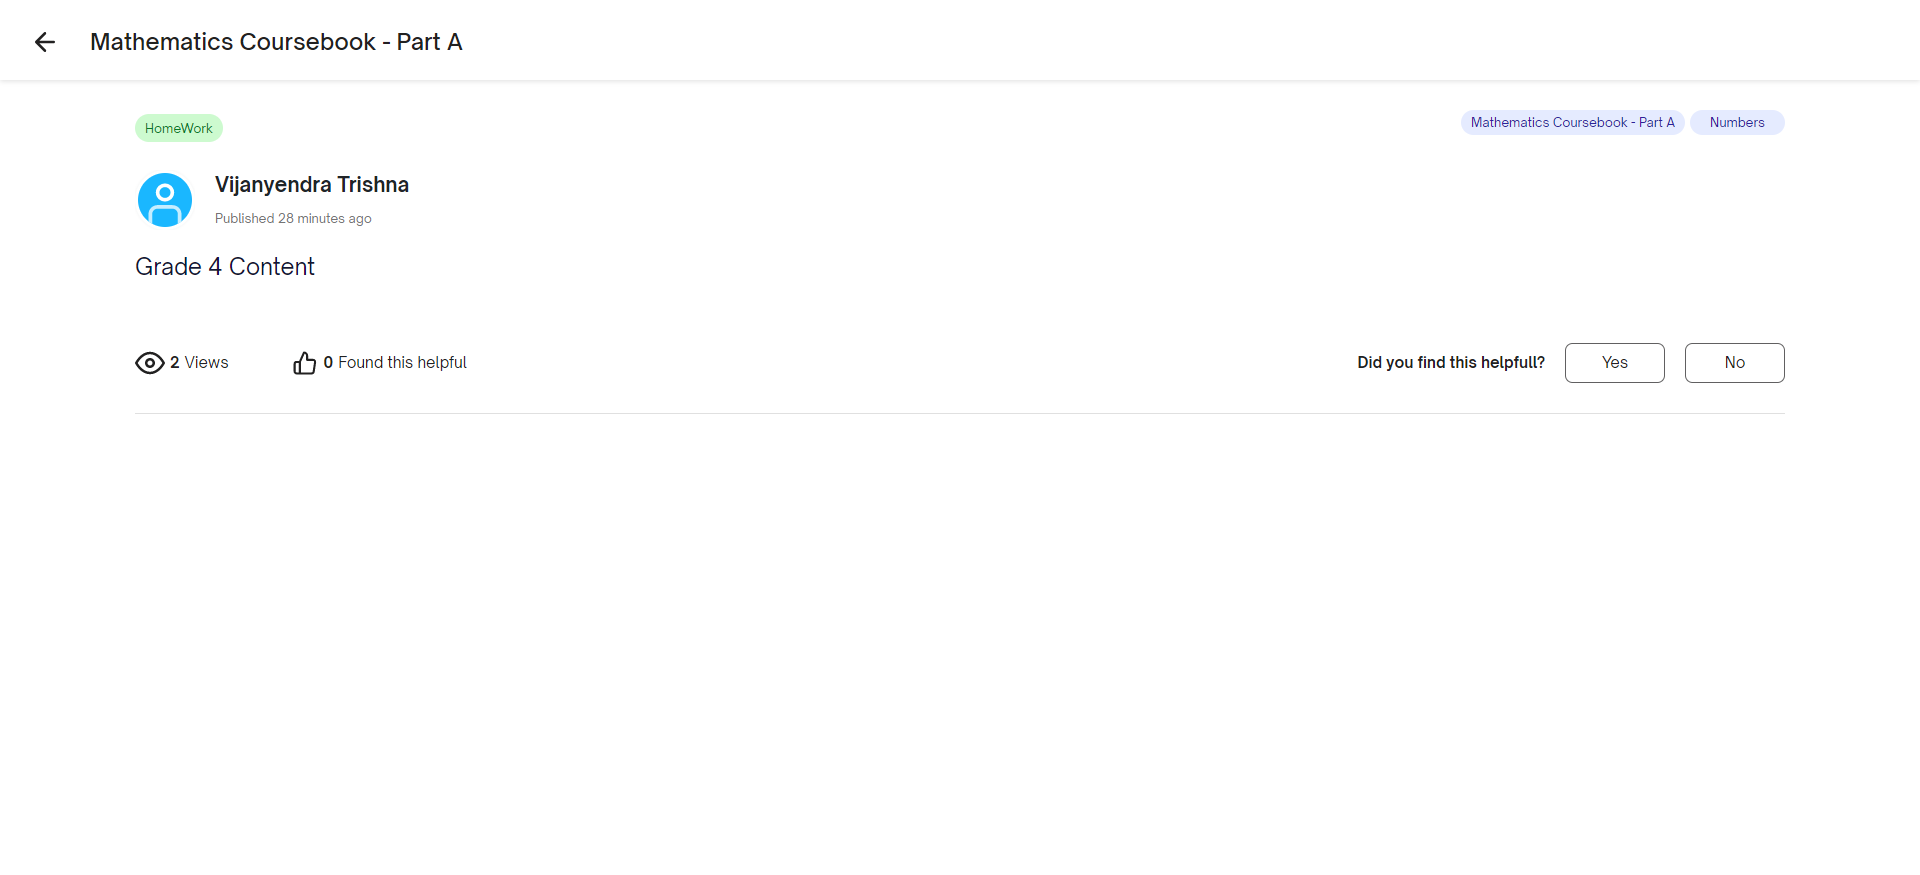 Mathematics Coursebook - Part A
HomeWork
Mathematics Coursebook - Part A
Numbers
Vijanyendra Trishna
Published 28 minutes ago
Grade 4 Content
2 Views
0 Found this helpful
Did you find this helpfull?
Yes
No